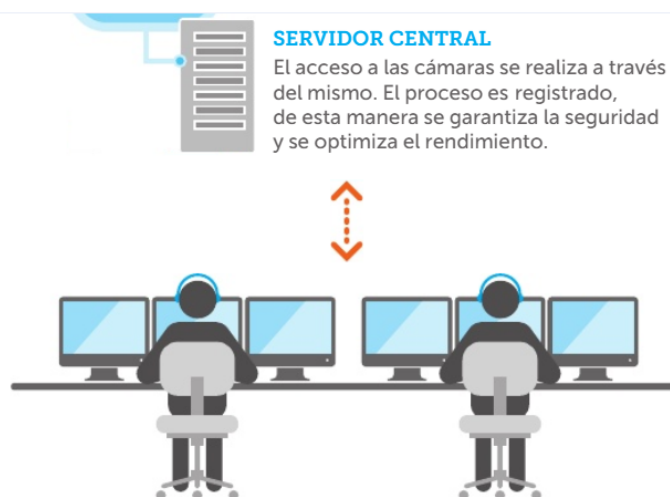 SERVIDOR CENTRAL
El acceso a las cámaras se realiza a través
del mismo. El proceso es registrado,
de esta manera se garantiza la seguridad
y se optimiza el rendimiento.